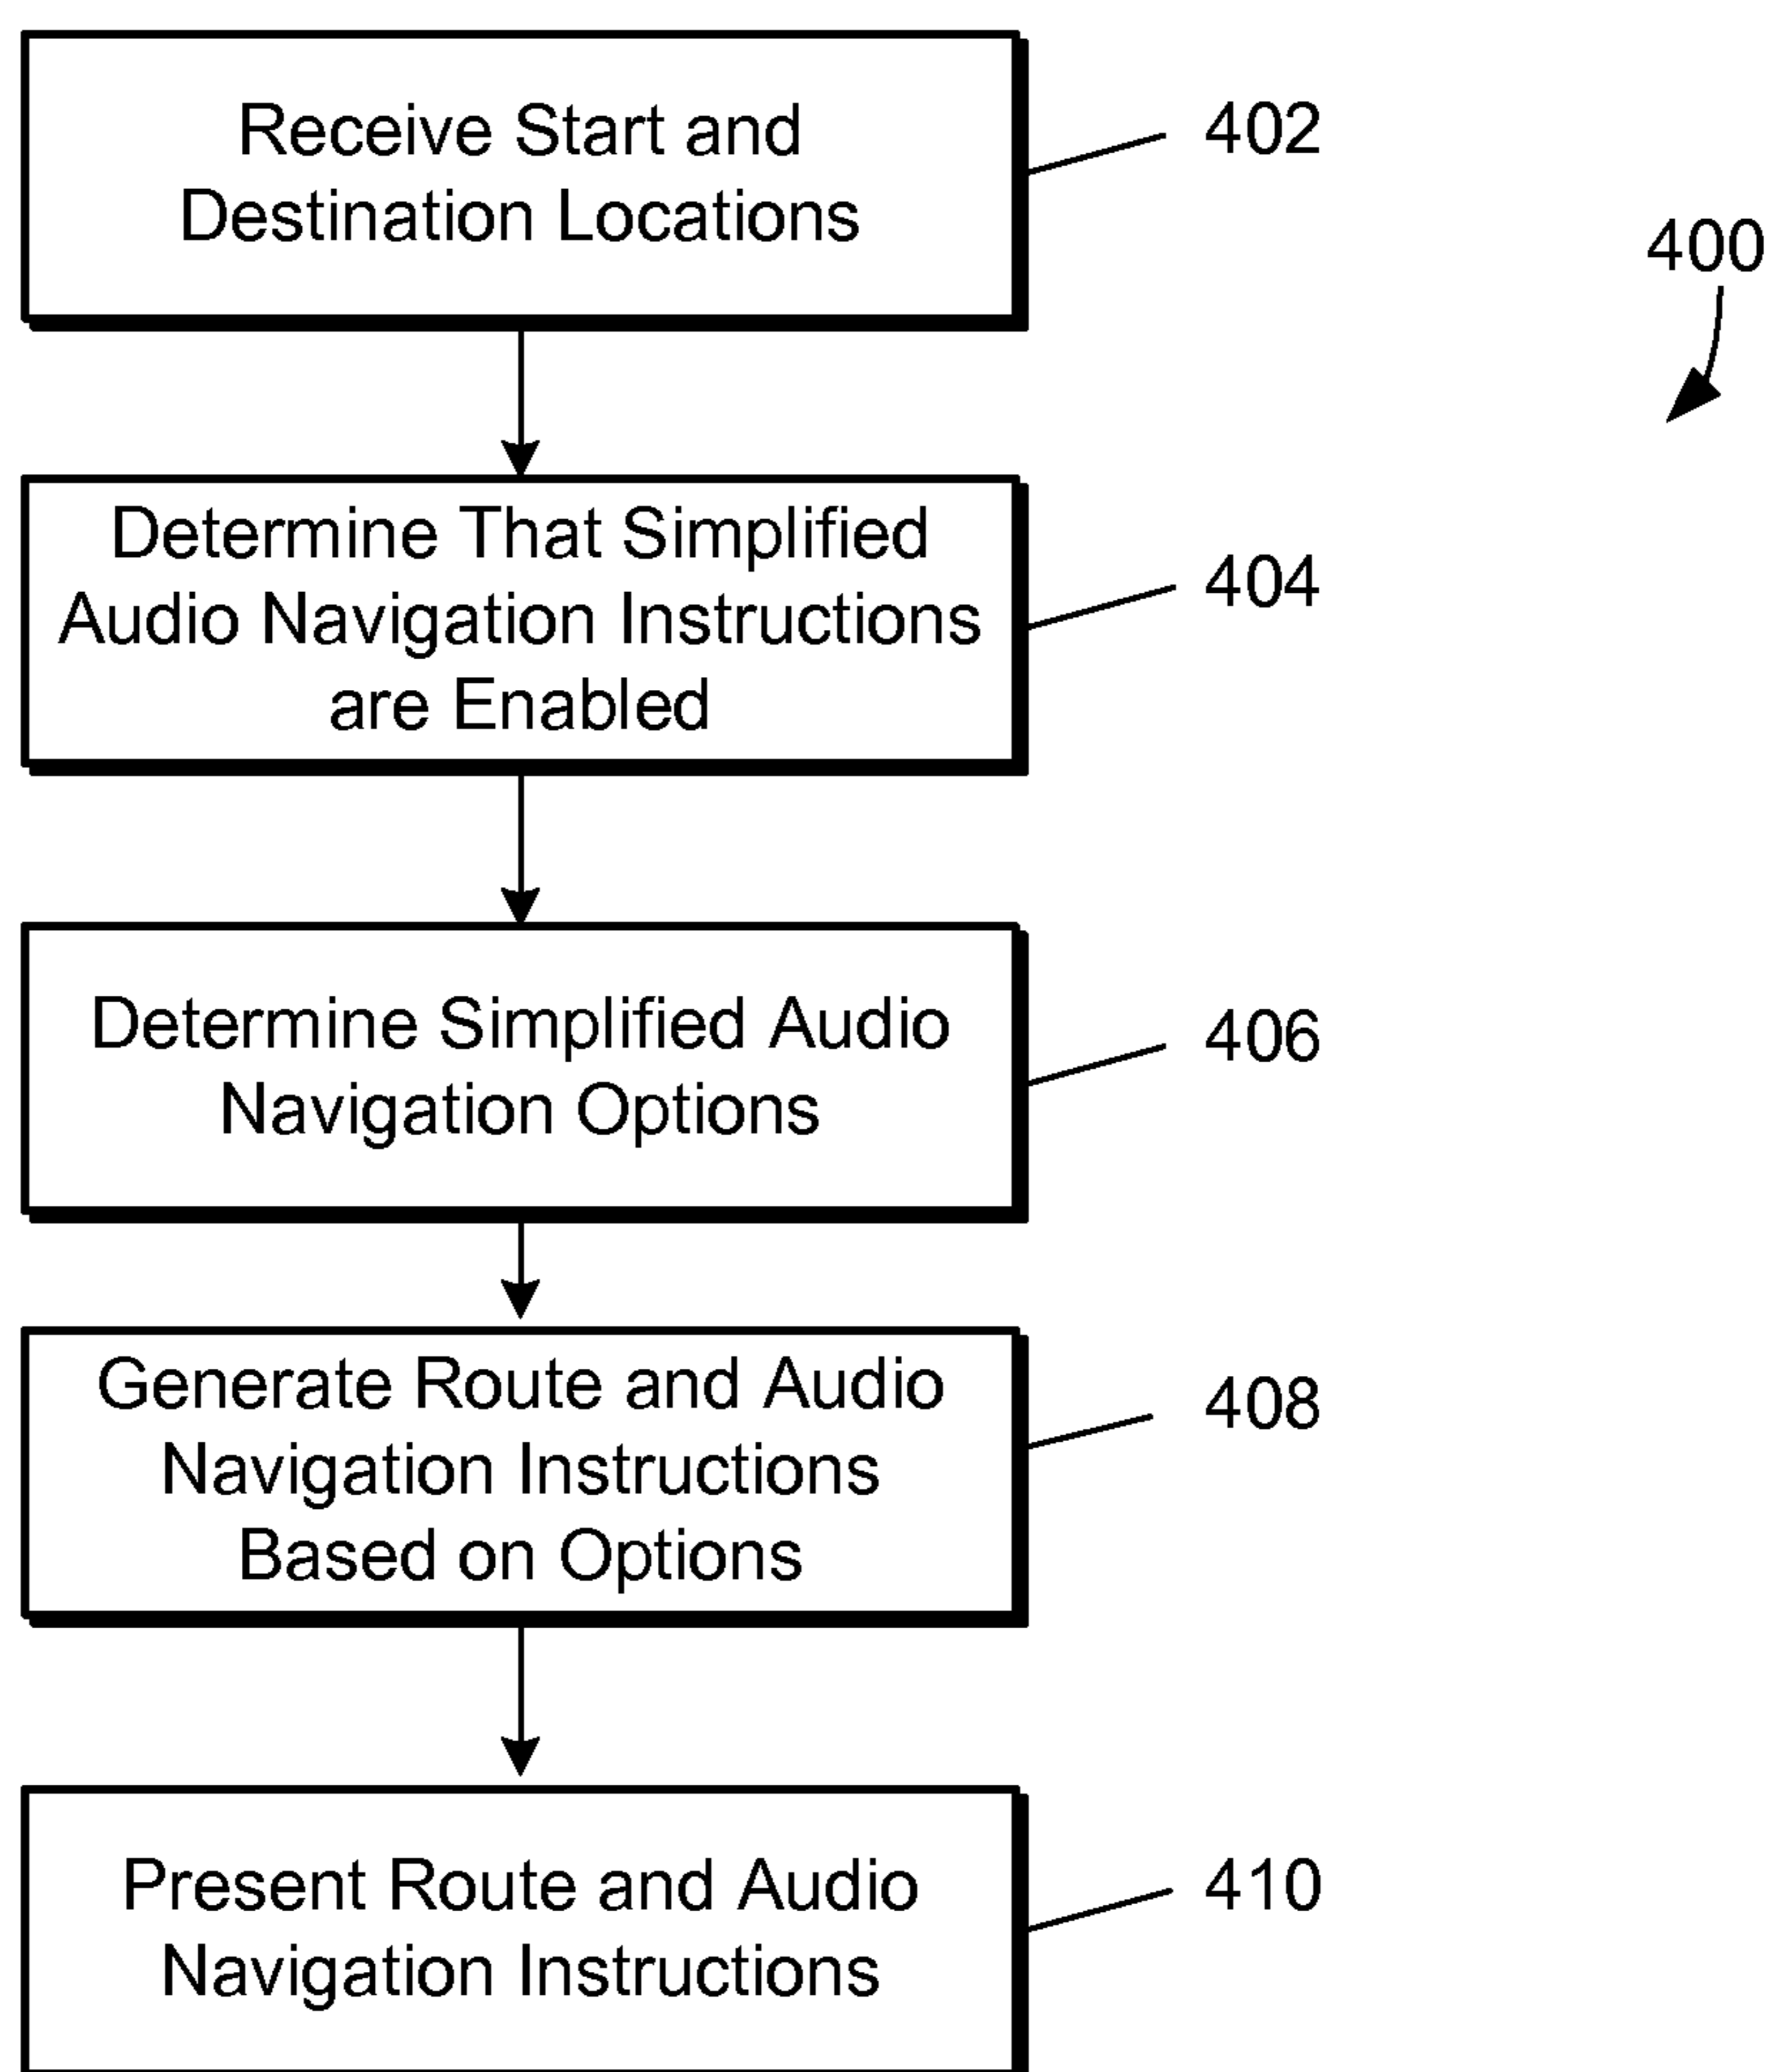 Receive Start and
Destination Locations
402
400
Determine That Simplified
Audio Navigation Instructions
are Enabled
404
Determine Simplified Audio
Navigation Options
406
Generate Route and Audio
Navigation Instructions
Based on Options
408
Present Route and Audio
Navigation Instructions
410